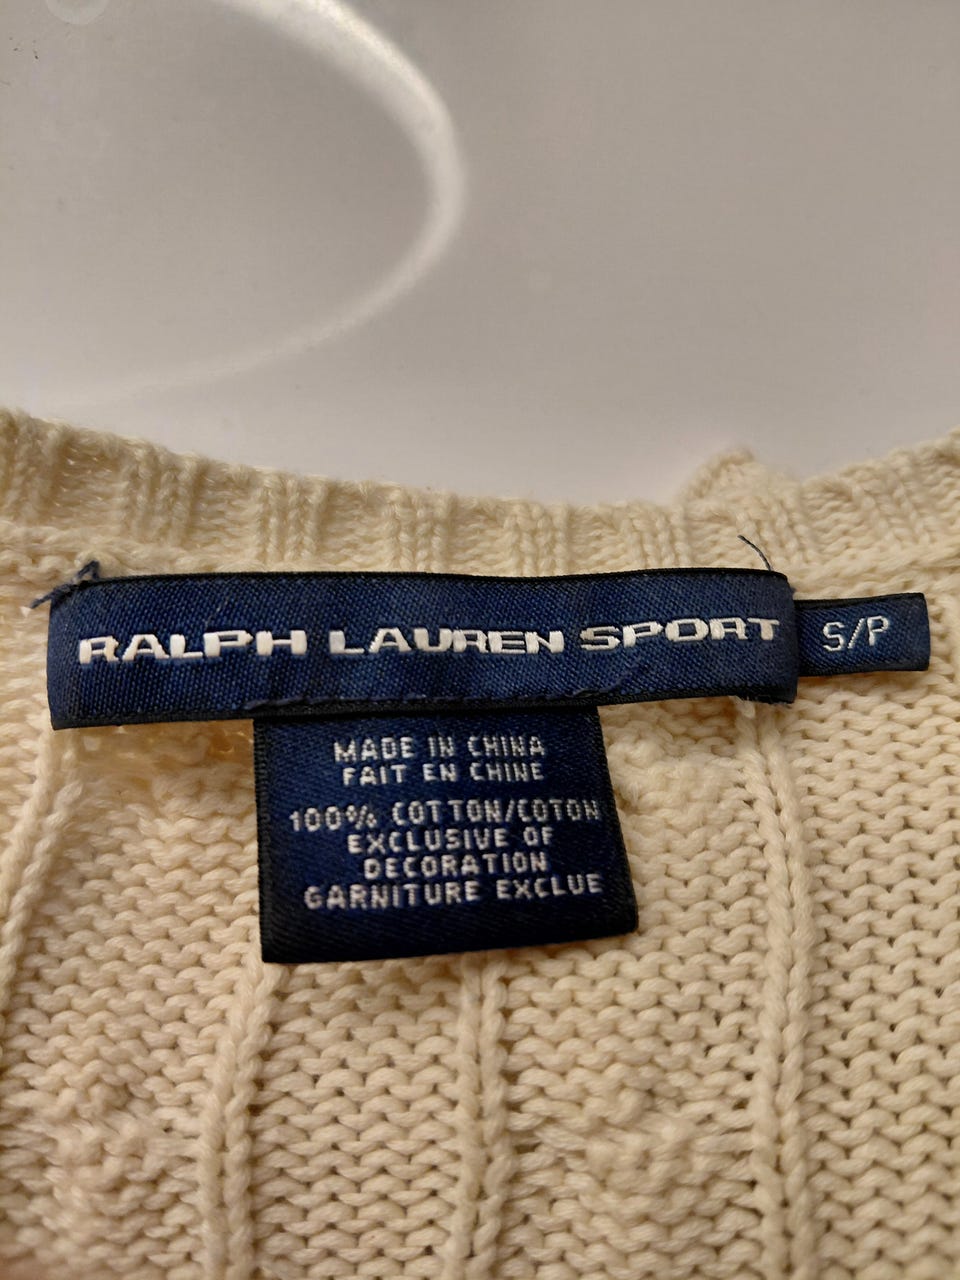 RALPH LAUREN SPORT
S/P
MADE IN CHINA
FAIT EN CHINE
100% COTTON/COTON
EXCLUSIVE OF
DECORATION
GARNITURE EXCLUE